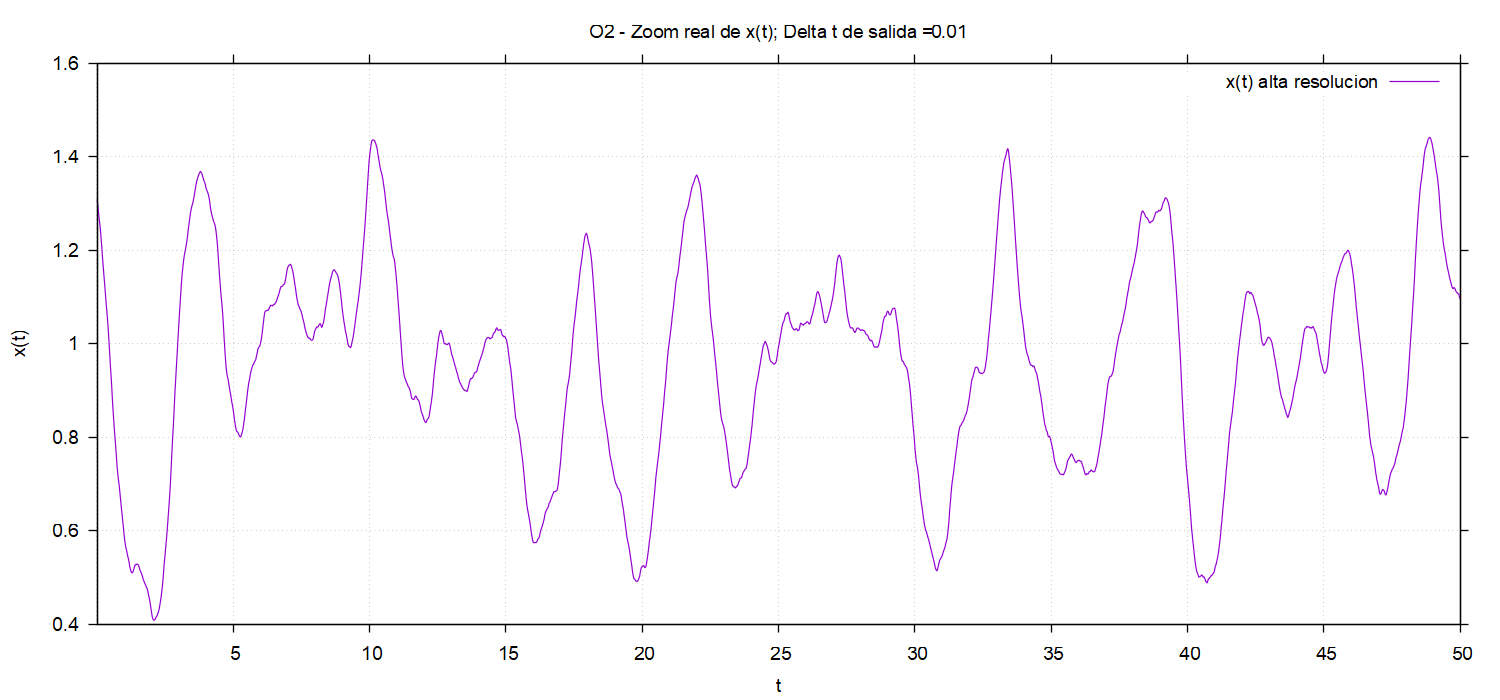 O2 - Zoom real de x(t); Delta t de salida =0.01
1.6
x(t) alta resolucion
1.4
1.2
1
0.8
0.6
0.4
x(t)
5 10 15 20 25 30 35 40 45 50
t